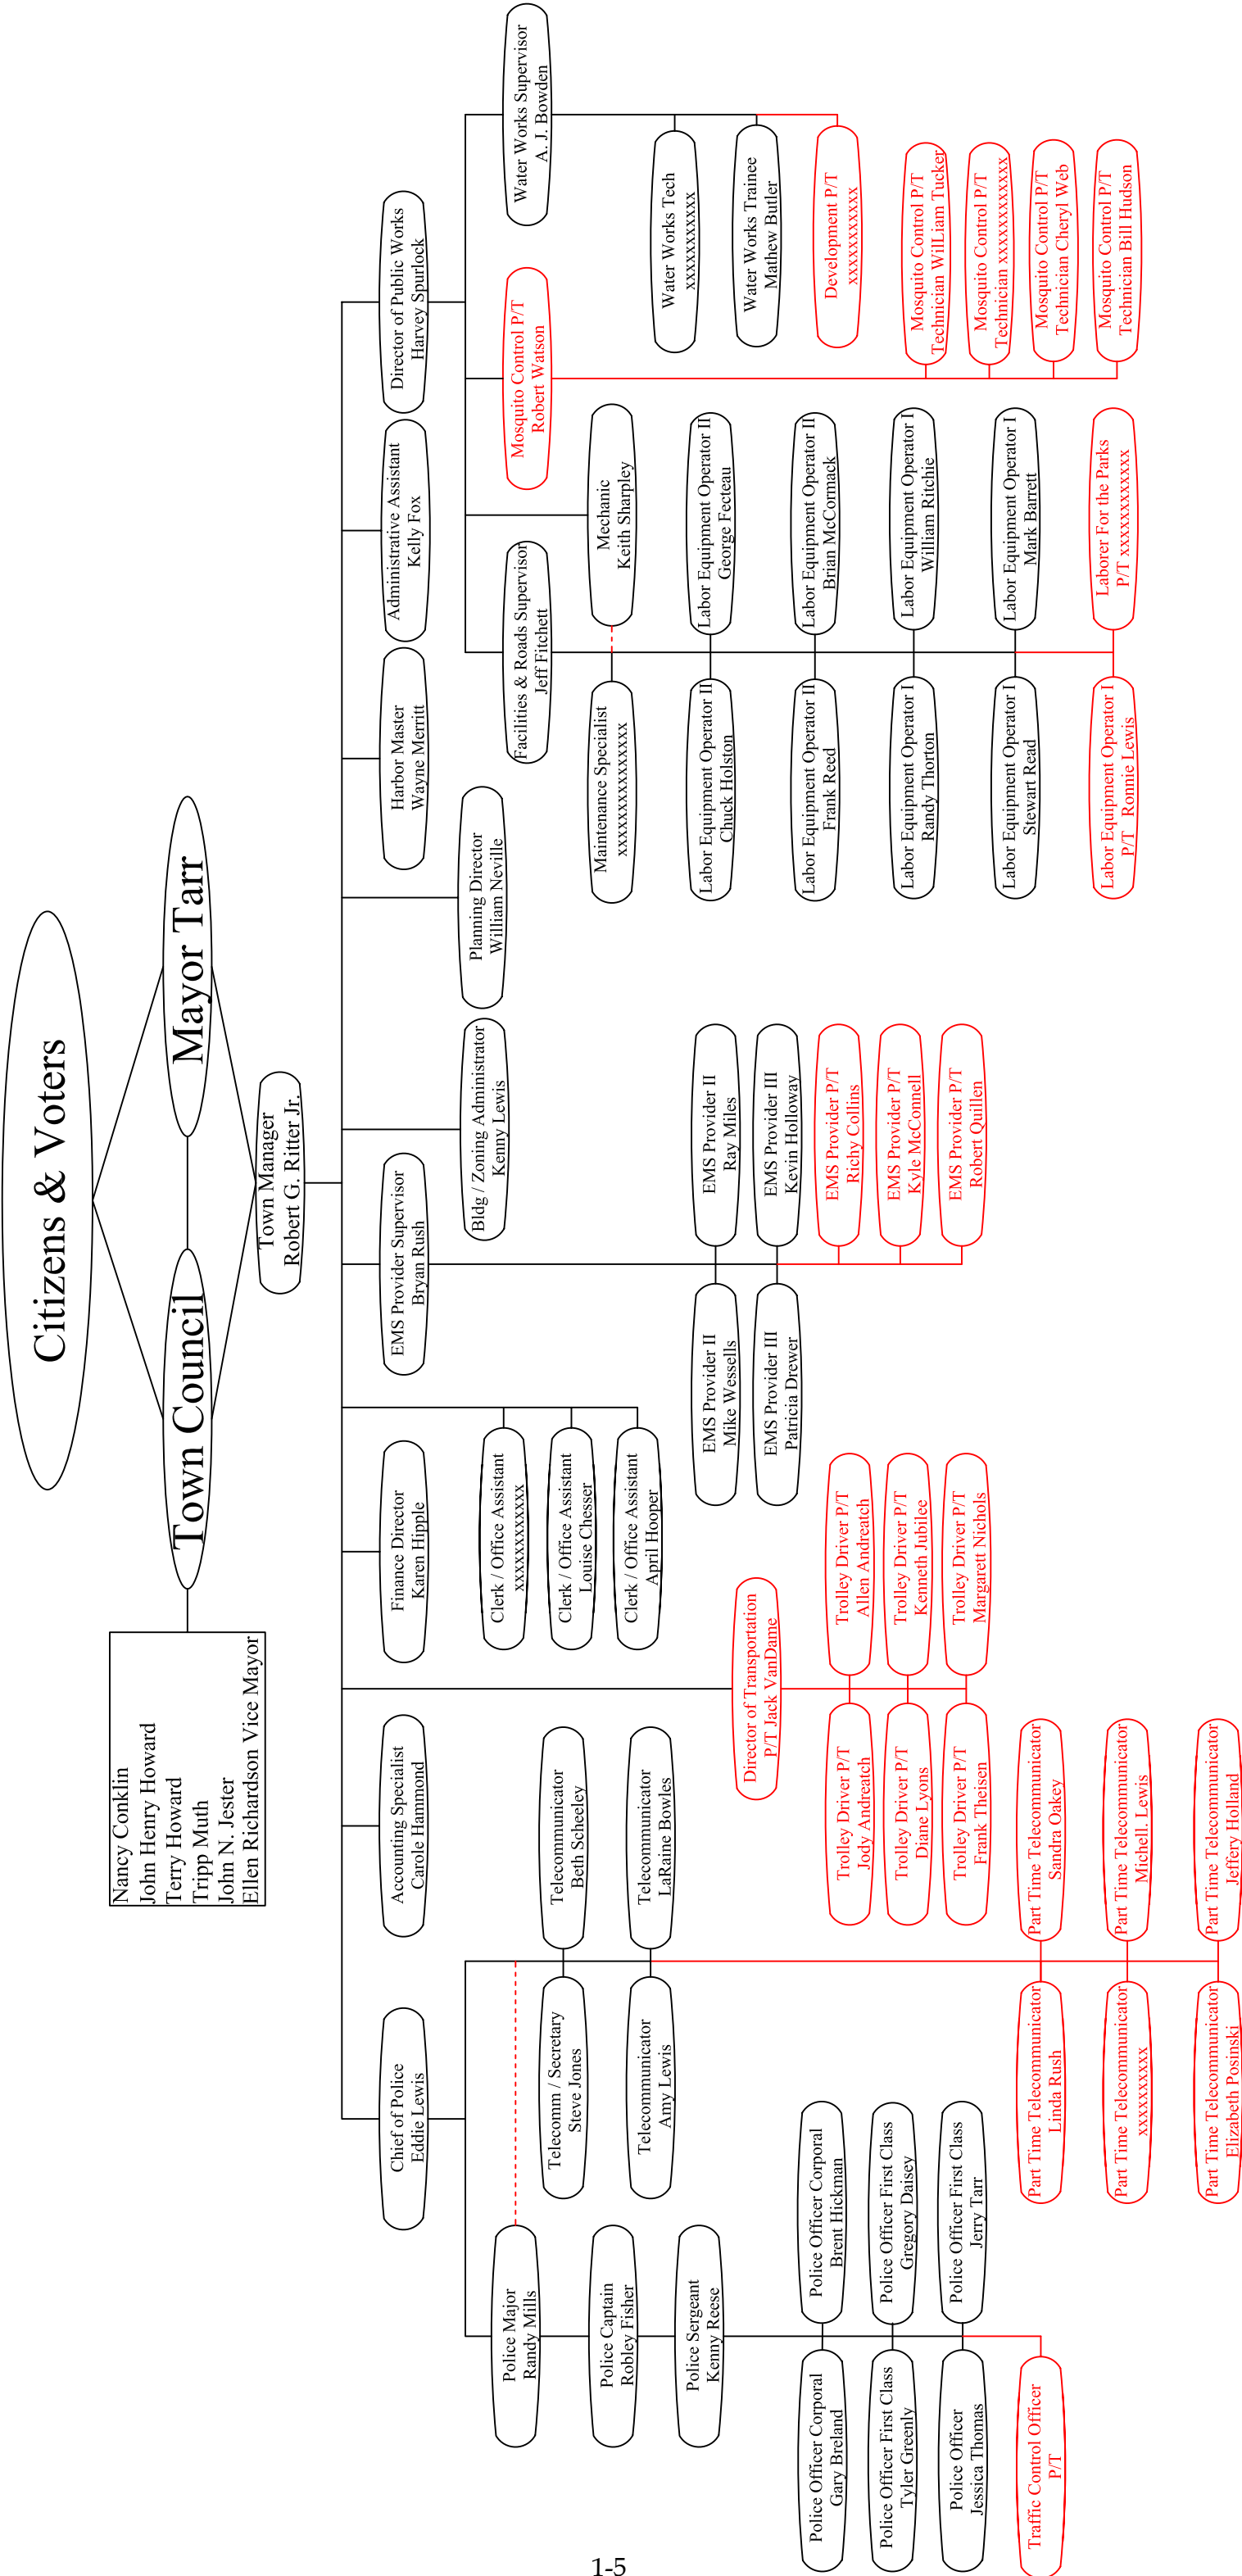 Citizens & Voters
Town Council
Mayor Tarr
Nancy Conklin
John Henry Howard
Terry Howard
Tripp Muth
John N. Jester
Ellen Richardson Vice Mayor
Town Manager
Robert G. Ritter Jr.
Chief of Police
Eddie Lewis
Accounting Specialist
Carole Hammond
Finance Director
Karen Hipple
EMS Provider Supervisor
Bryan Rush
Harbor Master
Wayne Merritt
Administrative Assistant
Kelly Fox
Director of Public Works
Harvey Spurlock
Bldg / Zoning Administrator
Kenny Lewis
Planning Director
William Neville
Police Major
Randy Mills
Police Captain
Robley Fisher
Police Sergeant
Kenny Reese
Police Officer Corporal
Gary Breland
Police Officer Corporal
Brent Hickman
Police Officer First Class
Tyler Greenly
Police Officer First Class
Gregory Daisey
Police Officer
Jessica Thomas
Police Officer First Class
Jerry Tarr
Traffic Control Officer
P/T
Telecomm / Secretary
Steve Jones
Telecommunicator
Beth Scheeley
Telecommunicator
Amy Lewis
Telecommunicator
LaRaine Bowles
Part Time Telecommunicator
Linda Rush
Part Time Telecommunicator
Sandra Oakey
Part Time Telecommunicator
xxxxxxxxxx
Part Time Telecommunicator
Michell. Lewis
Part Time Telecommunicator
Elizabeth Posinski
Part Time Telecommunicator
Jeffery Holland
Director of Transportation
P/T Jack VanDame
Trolley Driver P/T
Jody Andreatch
Trolley Driver P/T
Allen Andreatch
Trolley Driver P/T
Diane Lyons
Trolley Driver P/T
Kenneth Jubilee
Trolley Driver P/T
Frank Theisen
Trolley Driver P/T
Margarett Nichols
Clerk / Office Assistant
xxxxxxxxxxx
Clerk / Office Assistant
Louise Chesser
Clerk / Office Assistant
April Hooper
EMS Provider II
Mike Wessells
EMS Provider II
Ray Miles
EMS Provider III
Patricia Drewer
EMS Provider III
Kevin Holloway
EMS Provider P/T
Richy Collins
EMS Provider P/T
Kyle McConnell
EMS Provider P/T
Robert Quillen
Facilities & Roads Supervisor
Jeff Fitchett
Mosquito Control P/T
Robert Watson
Water Works Supervisor
A. J. Bowden
Maintenance Specialist
xxxxxxxxxxxxxx
Mechanic
Keith Sharpley
Labor Equipment Operator II
Chuck Holston
Labor Equipment Operator II
George Fecteau
Labor Equipment Operator II
Frank Reed
Labor Equipment Operator II
Brian McCormack
Labor Equipment Operator I
Randy Thorton
Labor Equipment Operator I
William Ritchie
Labor Equipment Operator I
Stewart Read
Labor Equipment Operator I
Mark Barrett
Labor Equipment Operator I
P/T Ronnie Lewis
Laborer For the Parks
P/T xxxxxxxxxxxx
Water Works Tech
xxxxxxxxxxx
Water Works Trainee
Mathew Butler
Development P/T
xxxxxxxxxxx
Mosquito Control P/T
Technician WilLiam Tucker
Mosquito Control P/T
Technician xxxxxxxxxxxx
Mosquito Control P/T
Technician Cheryl Web
Mosquito Control P/T
Technician Bill Hudson
1-5